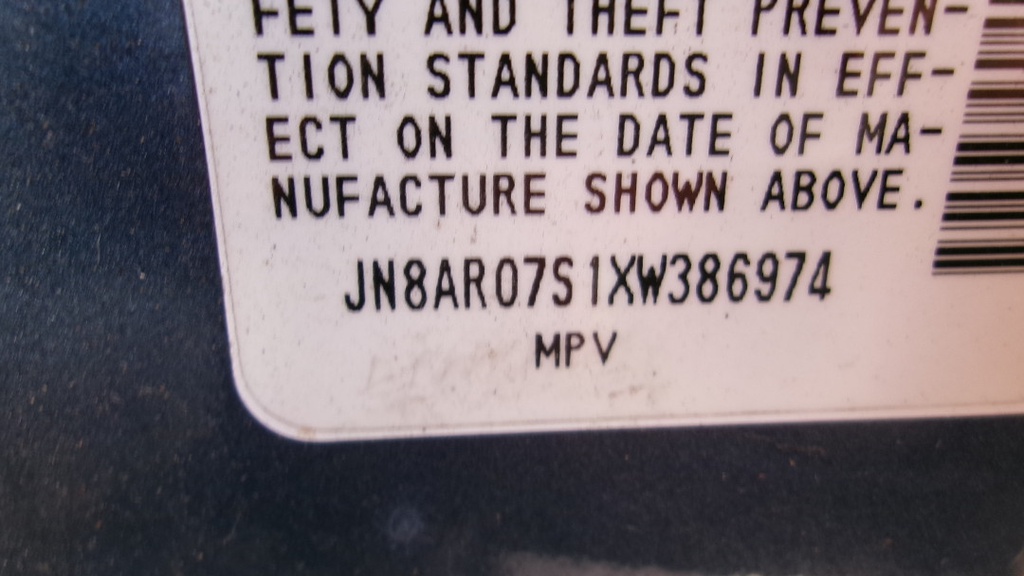 FETY AND THEFT PREVEN-
TION STANDARDS IN EFF-
ECT ON THE DATE OF MA-
NUFACTURE SHOWN ABOVE.
JN8AR07S1XW386974
MPV